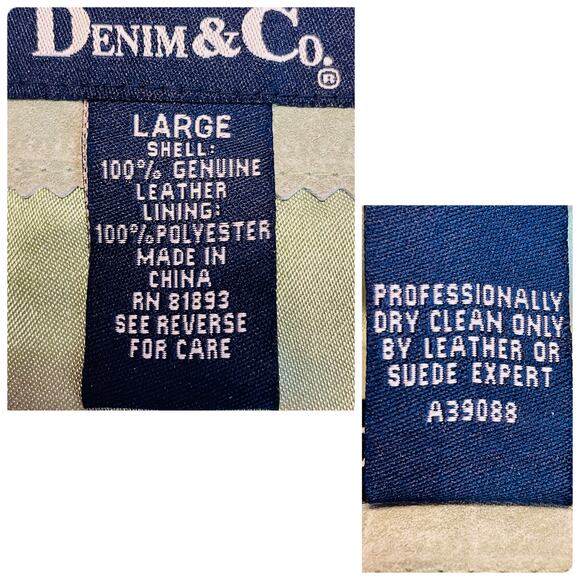 DENIM & CO.®
LARGE
SHELL:
100% GENUINE
LEATHER
LINING:
100% POLYESTER
MADE IN
CHINA
RN 81893
SEE REVERSE
FOR CARE
PROFESSIONALLY
DRY CLEAN ONLY
BY LEATHER OR
SUEDE EXPERT
A39088